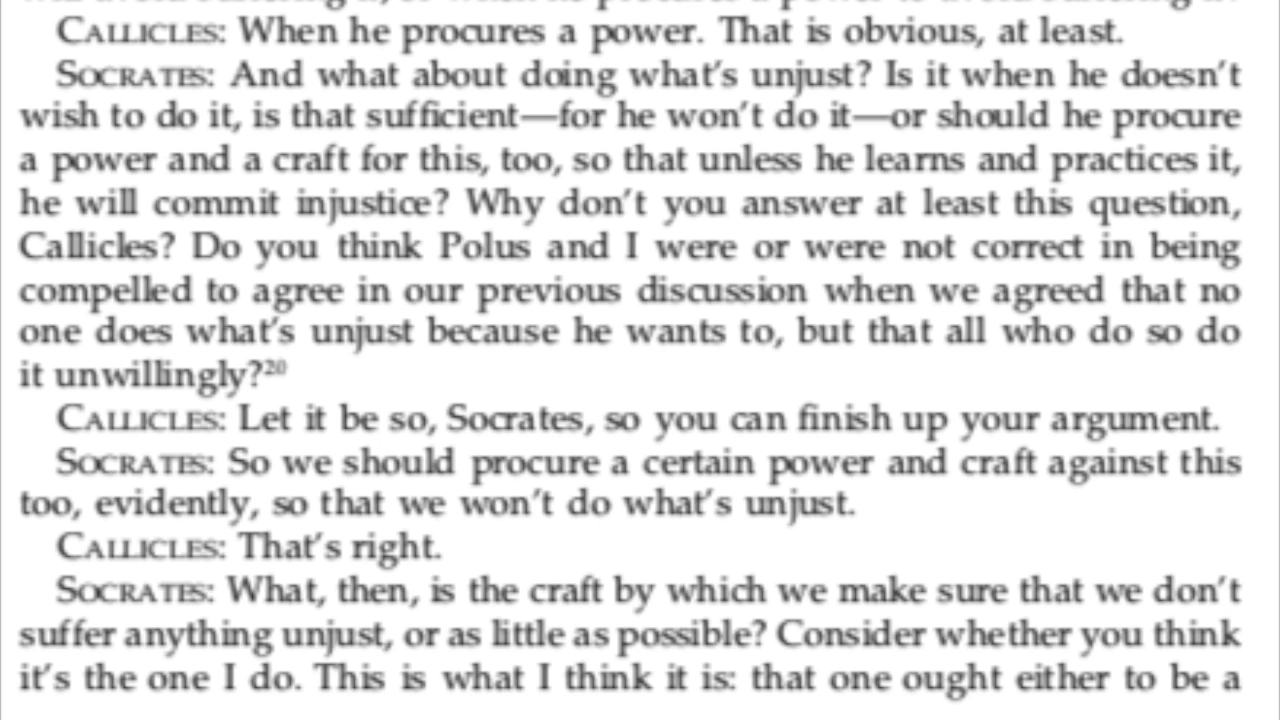 CALLICLES: When he procures a power. That is obvious, at least.
SOCRATES: And what about doing what's unjust? Is it when he doesn't
wish to do it, is that sufficient—for he won't do it—or should he procure
a power and a craft for this, too, so that unless he learns and practices it,
he will commit injustice? Why don't you answer at least this question,
Callicles? Do you think Polus and I were or were not correct in being
compelled to agree in our previous discussion when we agreed that no
one does what's unjust because he wants to, but that all who do so do
it unwillingly?²⁰
CALLICLES: Let it be so, Socrates, so you can finish up your argument.
SOCRATES: So we should procure a certain power and craft against this
too, evidently, so that we won't do what's unjust.
CALLICLES: That's right.
SOCRATES: What, then, is the craft by which we make sure that we don't
suffer anything unjust, or as little as possible? Consider whether you think
it's the one I do. This is what I think it is: that one ought either to be a